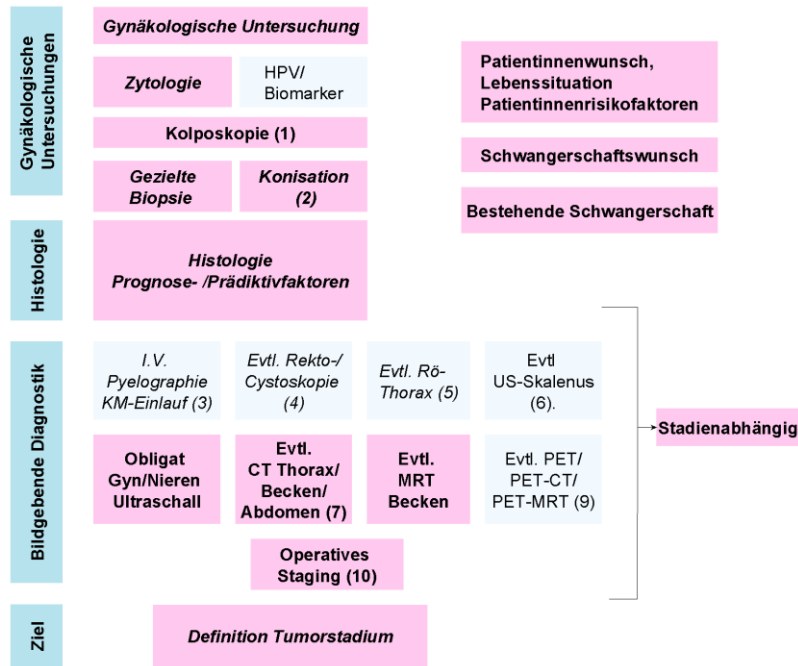 Gynäkologische
Untersuchungen
Gynäkologische Untersuchung
Zytologie
HPV/
Biomarker
Kolposkopie (1)
Gezielte
Biopsie
Konisation
(2)
Patientinnenwunsch,
Lebenssituation
Patientinnenrisikofaktoren
Schwangerschaftswunsch
Bestehende Schwangerschaft
Histologie
Histologie
Prognose- /Prädiktivfaktoren
Bildgebende Diagnostik
I.V.
Pyelographie
KM-Einlauf (3)
Evtl. Rekto-/
Cystoskopie
(4)
Evtl. Rö-
Thorax (5)
Evtl
US-Skalenus
(6).
Obligat
Gyn/Nieren
Ultraschall
Evtl.
CT Thorax/
Becken/
Abdomen (7)
Evtl.
MRT
Becken
Evtl. PET/
PET-CT/
PET-MRT (9)
Operatives
Staging (10)
Stadienabhängig
Ziel
Definition Tumorstadium